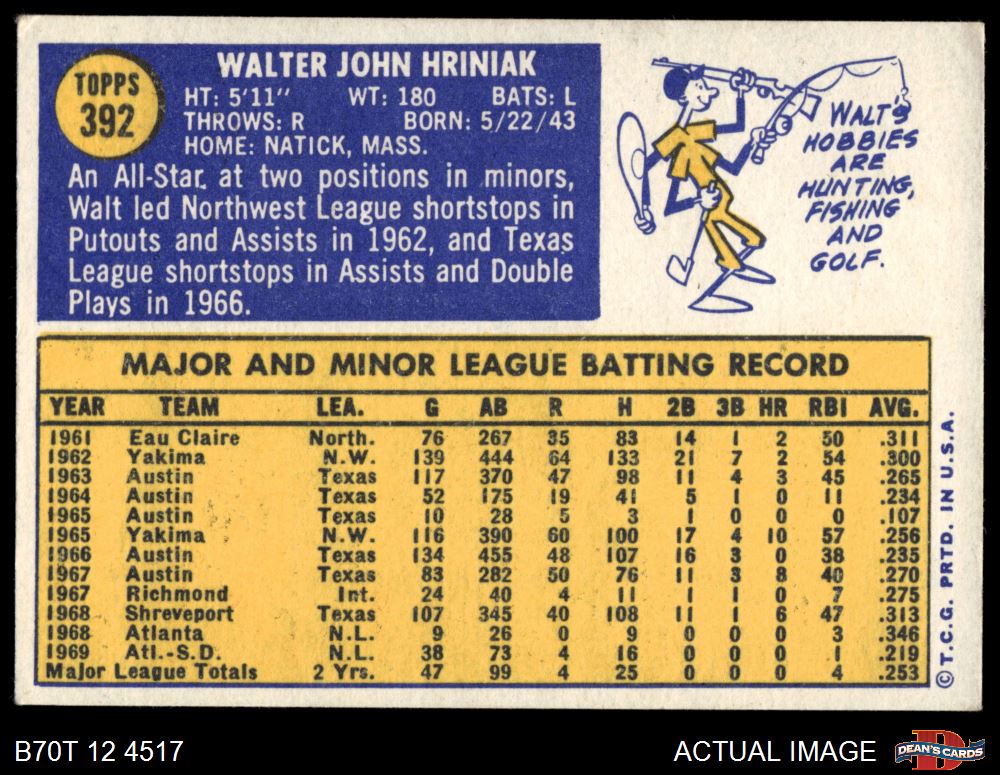 TOPPS
392
WALTER JOHN HRINIAK
HT: 5'11" WT: 180 BATS: L
THROWS: R BORN: 5/22/43
HOME: NATICK, MASS.
An All-Star at two positions in minors,
Walt led Northwest League shortstops in
Putouts and Assists in 1962, and Texas
League shortstops in Assists and Double
Plays in 1966.
WALT'S
HOBBIES
ARE
HUNTING,
FISHING
AND
GOLF.
MAJOR AND MINOR LEAGUE BATTING RECORD
YEAR TEAM LEA. G AB R H 2B 3B HR RBI AVG.
1961 Eau Claire North. 76 267 35 83 14 1 2 50 .311
1962 Yakima N.W. 139 444 64 133 21 7 2 54 .300
1963 Austin Texas 117 370 47 98 11 4 3 45 .265
1964 Austin Texas 52 175 19 41 5 1 0 11 .234
1965 Austin Texas 10 28 5 3 1 0 0 0 .107
1965 Yakima N.W. 116 390 60 100 17 4 10 57 .256
1966 Austin Texas 134 455 48 107 16 3 0 38 .235
1967 Austin Texas 83 282 50 76 11 3 8 40 .270
1967 Richmond Int. 24 40 4 11 1 1 0 7 .275
1968 Shreveport Texas 107 345 40 108 11 1 6 47 .313
1968 Atlanta N.L. 9 26 0 9 0 0 0 3 .346
1969 Atl.-S.D. N.L. 38 73 4 16 0 0 0 1 .219
Major League Totals 2 Yrs. 47 99 4 25 0 0 0 4 .253
© T.C.G. PRTD. IN U.S.A.
B70T 12 4517
ACTUAL IMAGE
DEAN'S CARDS